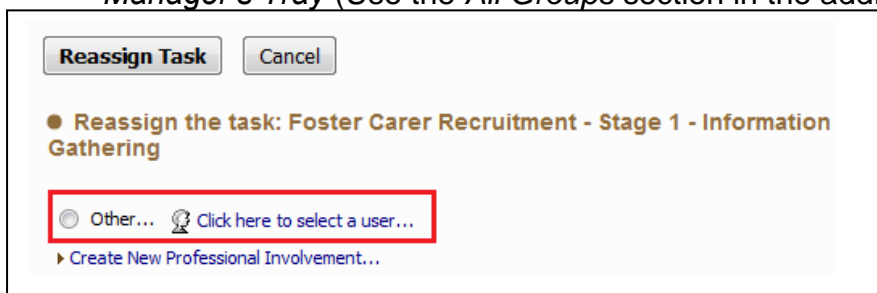 Manager's Tray (Use the All Groups section in the add
Reassign Task Cancel
Reassign the task: Foster Carer Recruitment - Stage 1 - Information
Gathering
Other... Click here to select a user...
Create New Professional Involvement...